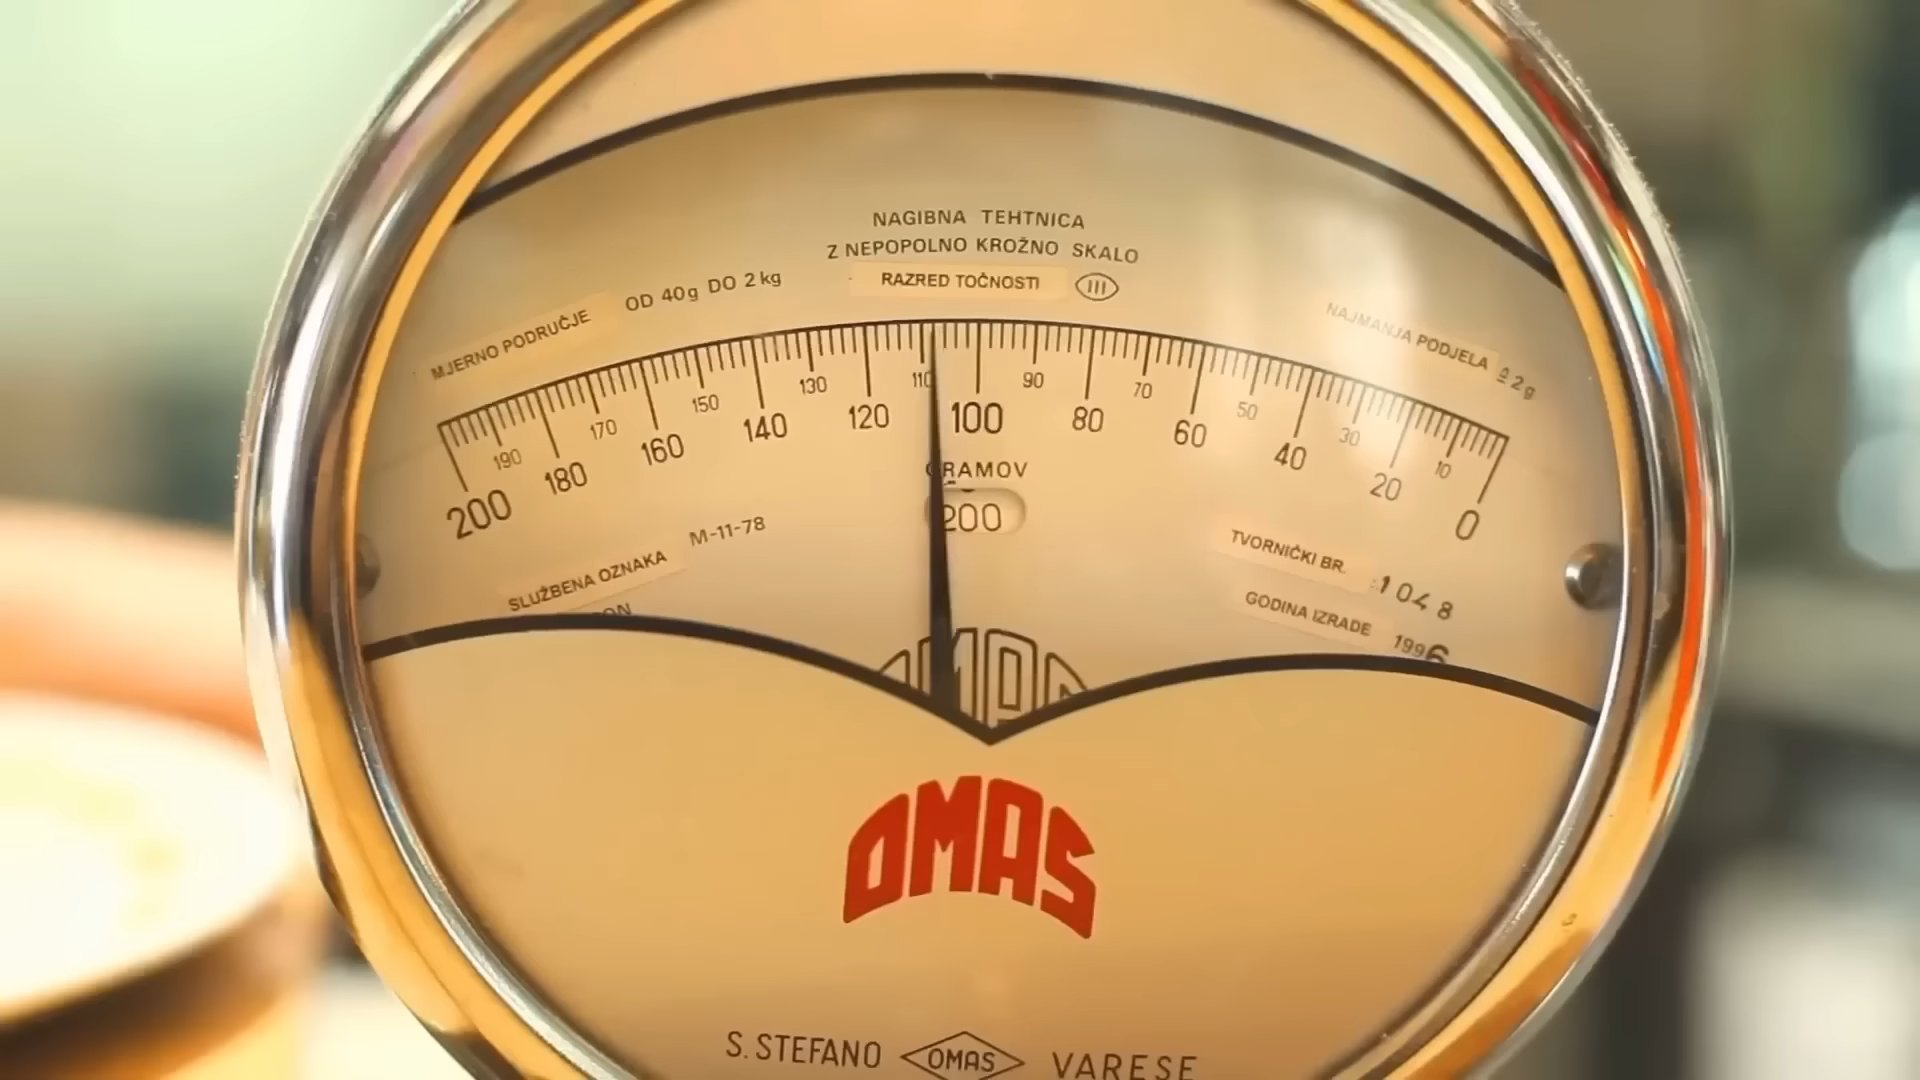 NAGIBNA TEHTNICA
Z NEPOPOLNO KROŽNO SKALO
RAZRED TOČNOSTI III
MJERNO PODRUČJE OD 40g DO 2kg
NAJMANJA PODJELA 2g
200 190 180 170 160 150 140 130 120 110 100 90 80 70 60 50 40 30 20 10 0
GRAMOV
200
SLUŽBENA OZNAKA M-11-78
TVORNIČKI BR. 1048
GODINA IZRADE 1996
OMAS
S. STEFANO OMAS VARESE